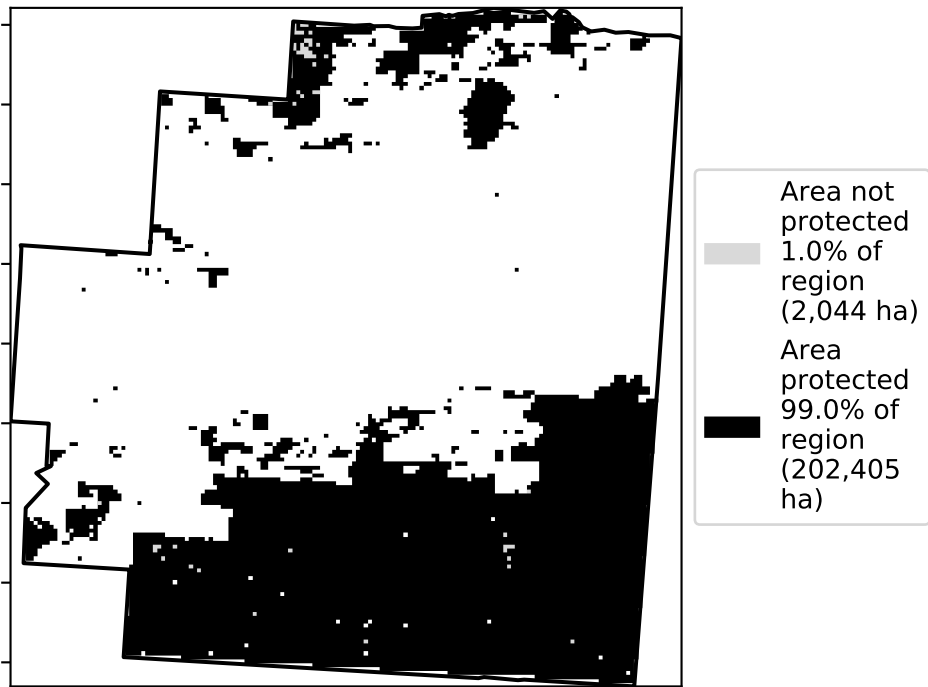 Area not
protected
1.0% of
region
(2,044 ha)
Area
protected
99.0% of
region
(202,405
ha)